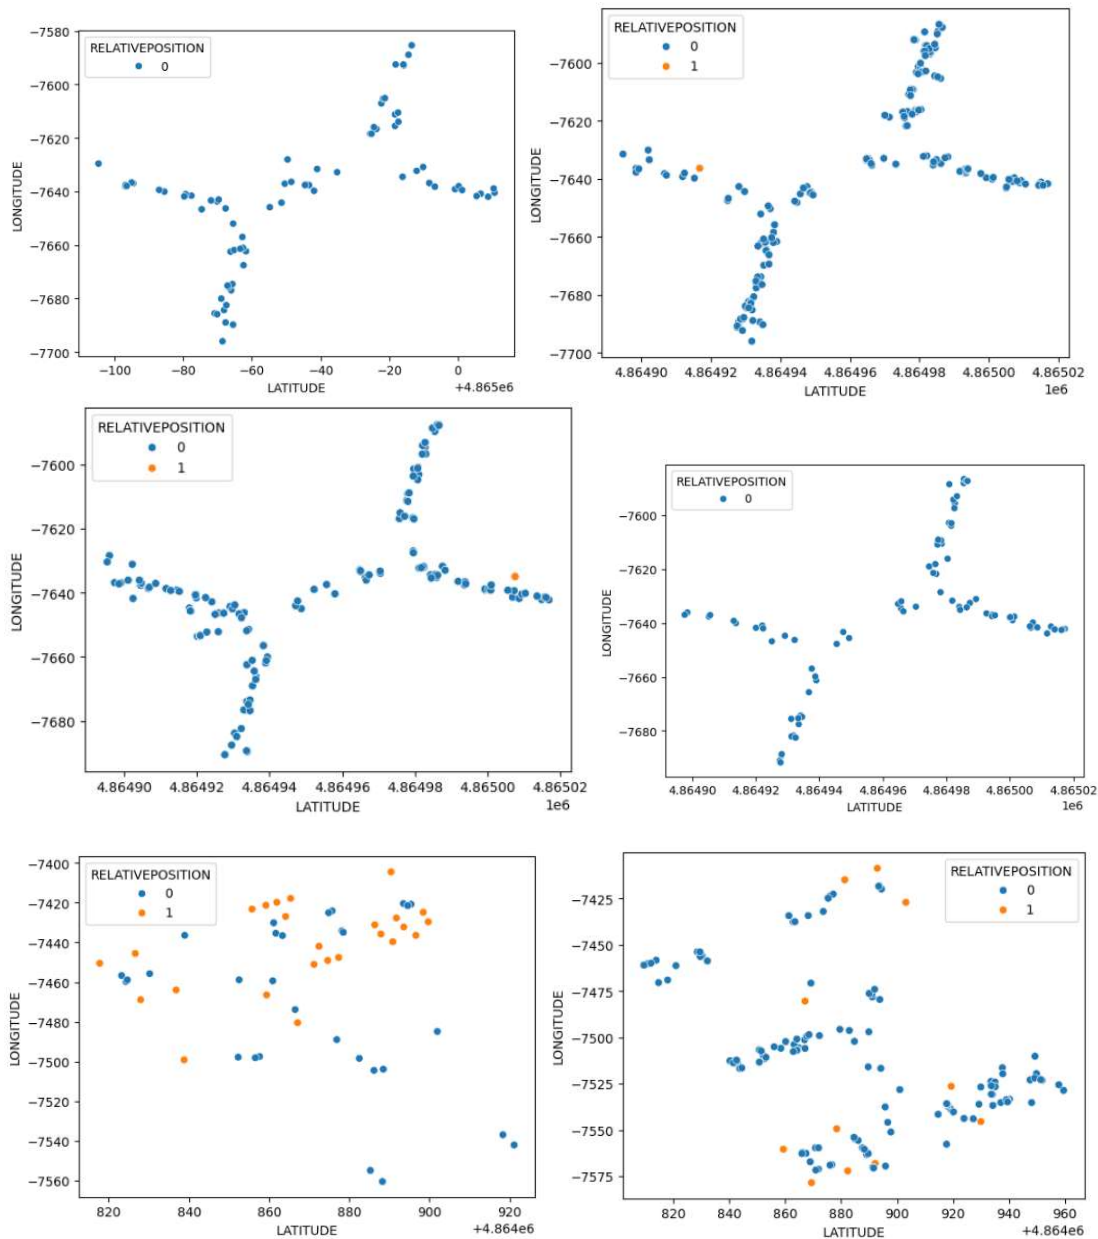 RELATIVEPOSITION
0
−7580
−7600
−7620
−7640
−7660
−7680
−7700
LONGITUDE
−100 −80 −60 −40 −20 0
+4.865e6
LATITUDE
RELATIVEPOSITION
0
1
−7600
−7620
−7640
−7660
−7680
−7700
LONGITUDE
4.86490 4.86492 4.86494 4.86496 4.86498 4.86500 4.86502
1e6
LATITUDE
RELATIVEPOSITION
0
1
−7600
−7620
−7640
−7660
−7680
LONGITUDE
4.86490 4.86492 4.86494 4.86496 4.86498 4.86500 4.86502
1e6
LATITUDE
RELATIVEPOSITION
0
−7600
−7620
−7640
−7660
−7680
LONGITUDE
4.86490 4.86492 4.86494 4.86496 4.86498 4.86500 4.86502
1e6
LATITUDE
RELATIVEPOSITION
0
1
−7400
−7420
−7440
−7460
−7480
−7500
−7520
−7540
−7560
LONGITUDE
820 840 860 880 900 920
+4.864e6
LATITUDE
RELATIVEPOSITION
0
1
−7425
−7450
−7475
−7500
−7525
−7550
−7575
LONGITUDE
820 840 860 880 900 920 940 960
+4.864e6
LATITUDE